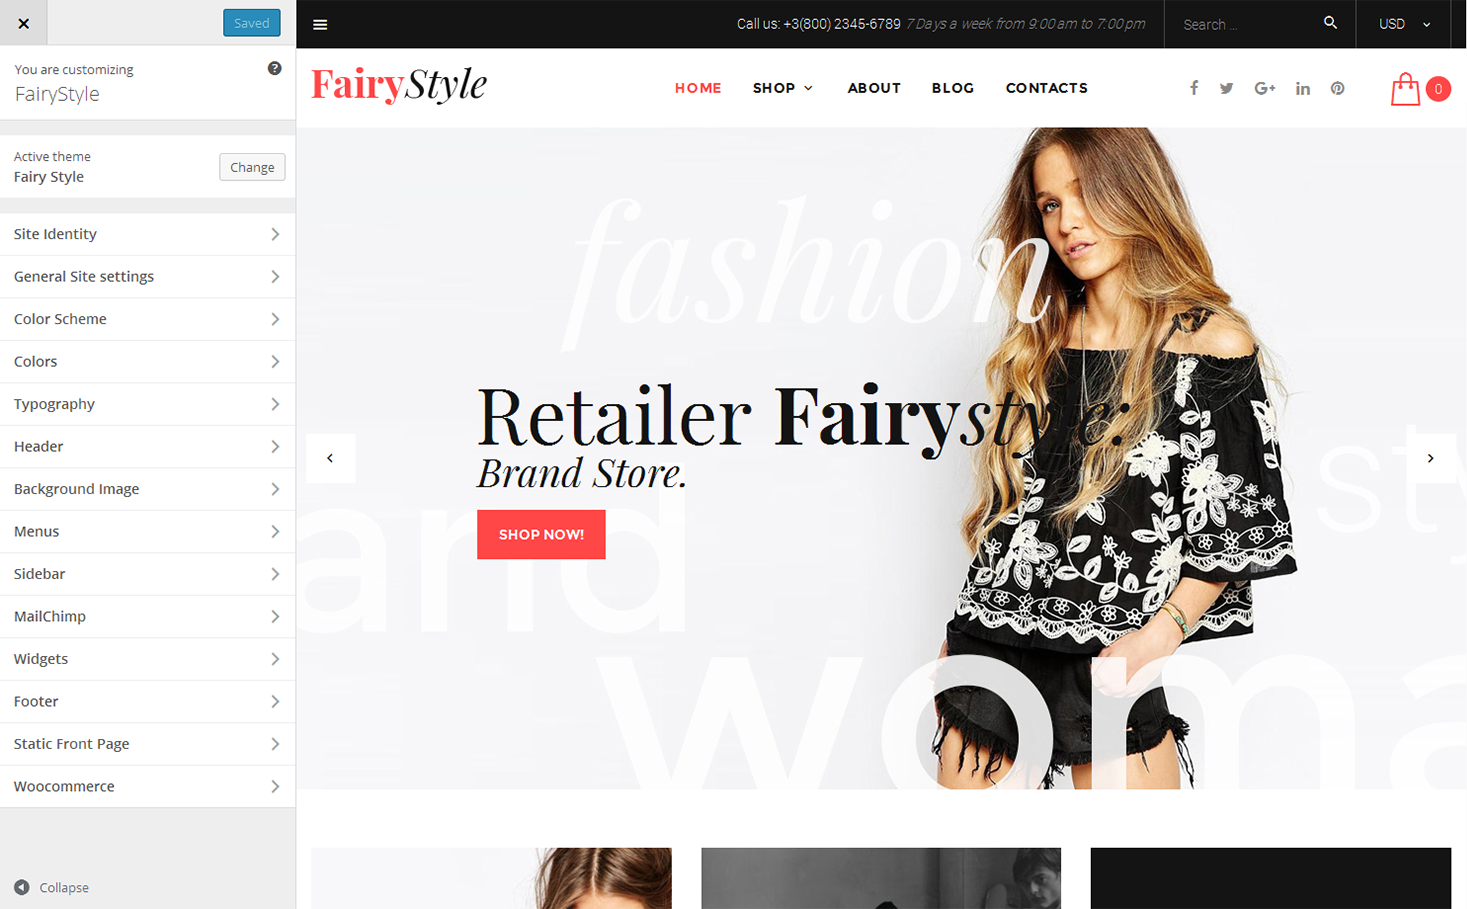 Saved
You are customizing
FairyStyle
Active theme
Fairy Style
Change
Site Identity
General Site settings
Color Scheme
Colors
Typography
Header
Background Image
Menus
Sidebar
MailChimp
Widgets
Footer
Static Front Page
Woocommerce
Collapse
Call us: +3(800) 2345-6789 7 Days a week from 9:00 am to 7:00 pm
Search ...
USD
FairyStyle
HOME
SHOP
ABOUT
BLOG
CONTACTS
0
fashion
Retailer Fairystyle:
Brand Store.
SHOP NOW!
and
sty
woma